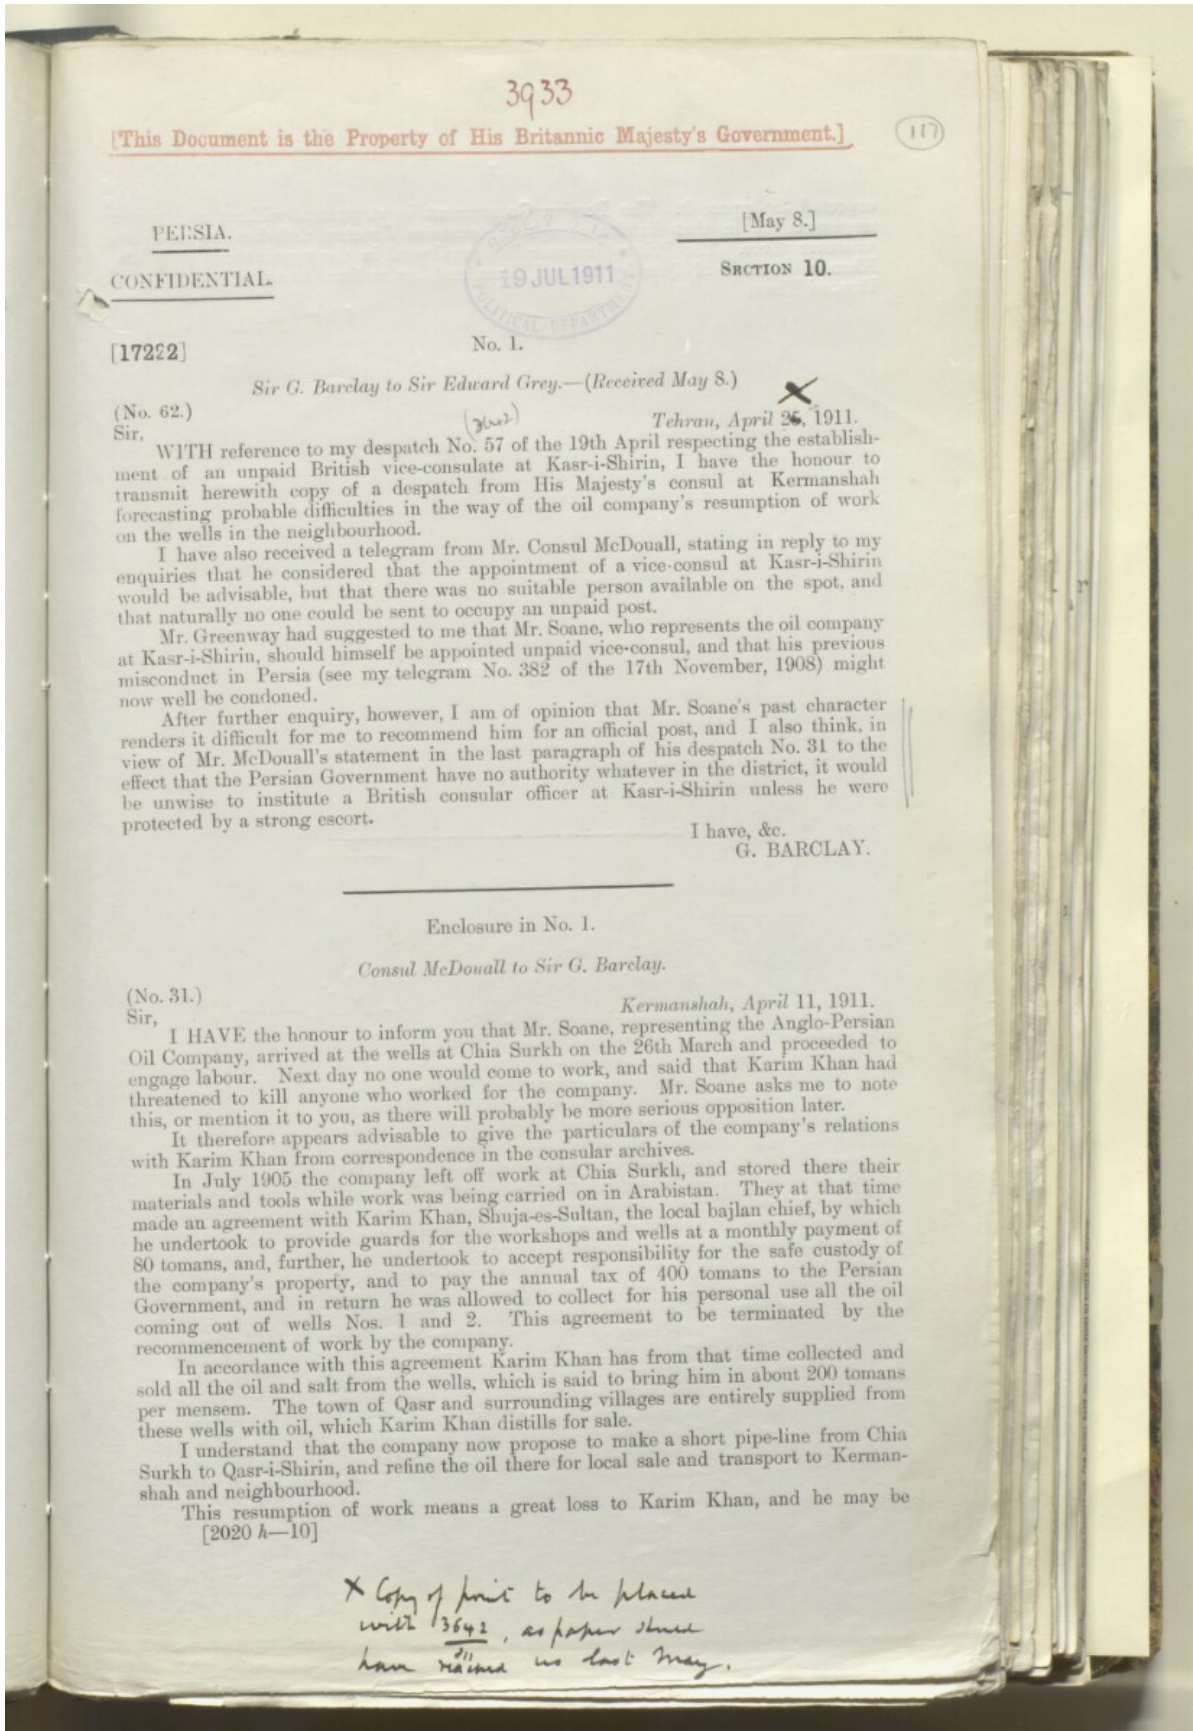 3933
[This Document is the Property of His Britannic Majesty's Government.]
117
PERSIA.
[May 8.]
CONFIDENTIAL.
SECTION 10.
19 JUL 1911
POLITICAL DEPARTMENT
[17222]
No. 1.
Sir G. Barclay to Sir Edward Grey.—(Received May 8.)
(No. 62.)
(3642)
Tehran, April 25, 1911.
Sir,
WITH reference to my despatch No. 57 of the 19th April respecting the establish-
ment of an unpaid British vice-consulate at Kasr-i-Shirin, I have the honour to
transmit herewith copy of a despatch from His Majesty's consul at Kermanshah
forecasting probable difficulties in the way of the oil company's resumption of work
on the wells in the neighbourhood.
I have also received a telegram from Mr. Consul McDouall, stating in reply to my
enquiries that he considered that the appointment of a vice-consul at Kasr-i-Shirin
would be advisable, but that there was no suitable person available on the spot, and
that naturally no one could be sent to occupy an unpaid post.
Mr. Greenway had suggested to me that Mr. Soane, who represents the oil company
at Kasr-i-Shirin, should himself be appointed unpaid vice-consul, and that his previous
misconduct in Persia (see my telegram No. 382 of the 17th November, 1908) might
now well be condoned.
After further enquiry, however, I am of opinion that Mr. Soane's past character
renders it difficult for me to recommend him for an official post, and I also think, in
view of Mr. McDouall's statement in the last paragraph of his despatch No. 31 to the
effect that the Persian Government have no authority whatever in the district, it would
be unwise to institute a British consular officer at Kasr-i-Shirin unless he were
protected by a strong escort.
I have, &c.
G. BARCLAY.
Enclosure in No. 1.
Consul McDouall to Sir G. Barclay.
(No. 31.)
Kermanshah, April 11, 1911.
Sir,
I HAVE the honour to inform you that Mr. Soane, representing the Anglo-Persian
Oil Company, arrived at the wells at Chia Surkh on the 26th March and proceeded to
engage labour. Next day no one would come to work, and said that Karim Khan had
threatened to kill anyone who worked for the company. Mr. Soane asks me to note
this, or mention it to you, as there will probably be more serious opposition later.
It therefore appears advisable to give the particulars of the company's relations
with Karim Khan from correspondence in the consular archives.
In July 1905 the company left off work at Chia Surkh, and stored there their
materials and tools while work was being carried on in Arabistan. They at that time
made an agreement with Karim Khan, Shuja-es-Sultan, the local bajlan chief, by which
he undertook to provide guards for the workshops and wells at a monthly payment of
80 tomans, and, further, he undertook to accept responsibility for the safe custody of
the company's property, and to pay the annual tax of 400 tomans to the Persian
Government, and in return he was allowed to collect for his personal use all the oil
coming out of wells Nos. 1 and 2. This agreement to be terminated by the
recommencement of work by the company.
In accordance with this agreement Karim Khan has from that time collected and
sold all the oil and salt from the wells, which is said to bring him in about 200 tomans
per mensem. The town of Qasr and surrounding villages are entirely supplied from
these wells with oil, which Karim Khan distills for sale.
I understand that the company now propose to make a short pipe-line from Chia
Surkh to Qasr-i-Shirin, and refine the oil there for local sale and transport to Kerman-
shah and neighbourhood.
This resumption of work means a great loss to Karim Khan, and he may be
[2020 h—10]
X Copy of print to be placed
with 3642, as paper should
have reached us last May.